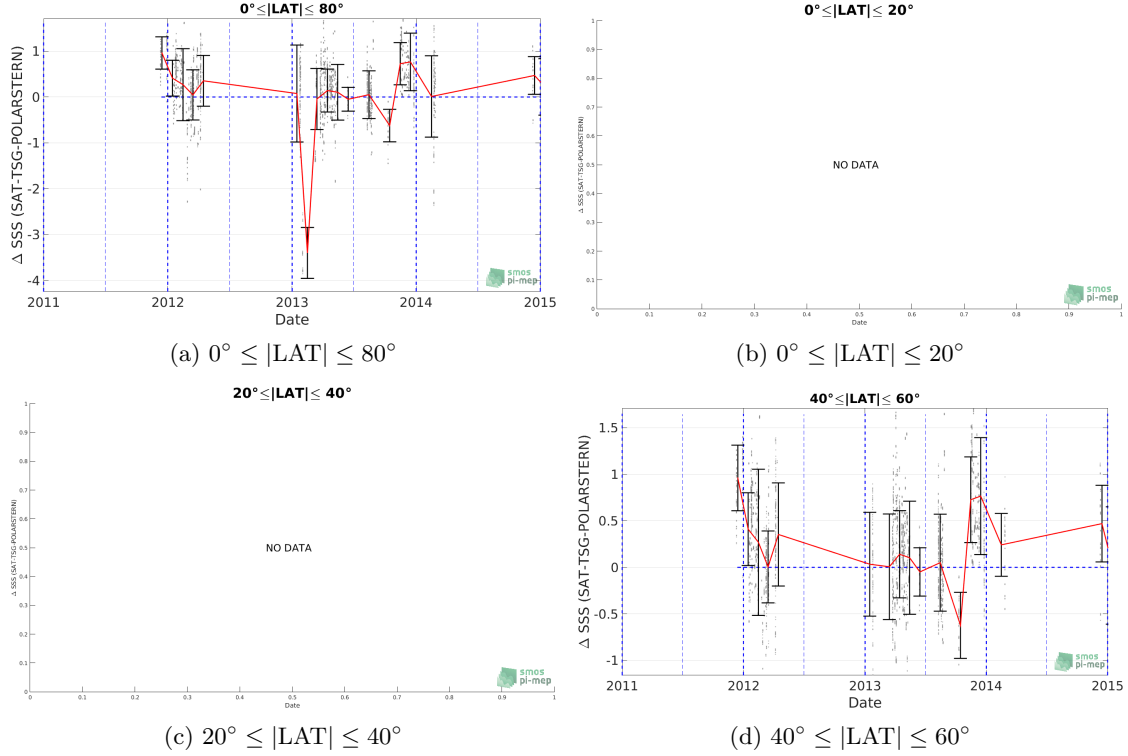 0°≤|LAT|≤ 80°
Δ SSS (SAT-TSG-POLARSTERN)
1
0
-1
-2
-3
-4
2011
2012
2013
2014
2015
Date
smos
pi-mep
(a) 0° ≤ |LAT| ≤ 80°
0°≤|LAT|≤ 20°
Δ SSS (SAT-TSG-POLARSTERN)
1
0.9
0.8
0.7
0.6
0.5
0.4
0.3
0.2
0.1
0
NO DATA
0
0.1
0.2
0.3
0.4
0.5
0.6
0.7
0.8
0.9
1
Date
smos
pi-mep
(b) 0° ≤ |LAT| ≤ 20°
20°≤|LAT|≤ 40°
Δ SSS (SAT-TSG-POLARSTERN)
1
0.9
0.8
0.7
0.6
0.5
0.4
0.3
0.2
0.1
0
NO DATA
0
0.1
0.2
0.3
0.4
0.5
0.6
0.7
0.8
0.9
1
Date
smos
pi-mep
(c) 20° ≤ |LAT| ≤ 40°
40°≤|LAT|≤ 60°
Δ SSS (SAT-TSG-POLARSTERN)
1.5
1
0.5
0
-0.5
-1
2011
2012
2013
2014
2015
Date
smos
pi-mep
(d) 40° ≤ |LAT| ≤ 60°